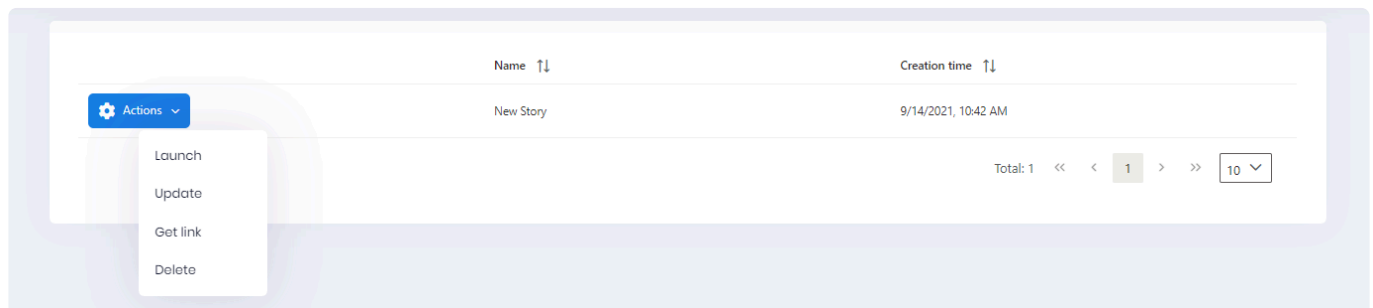 Name Creation time
Actions New Story 9/14/2021, 10:42 AM
Launch
Total: 1 << < 1 > >> 10
Update
Get link
Delete